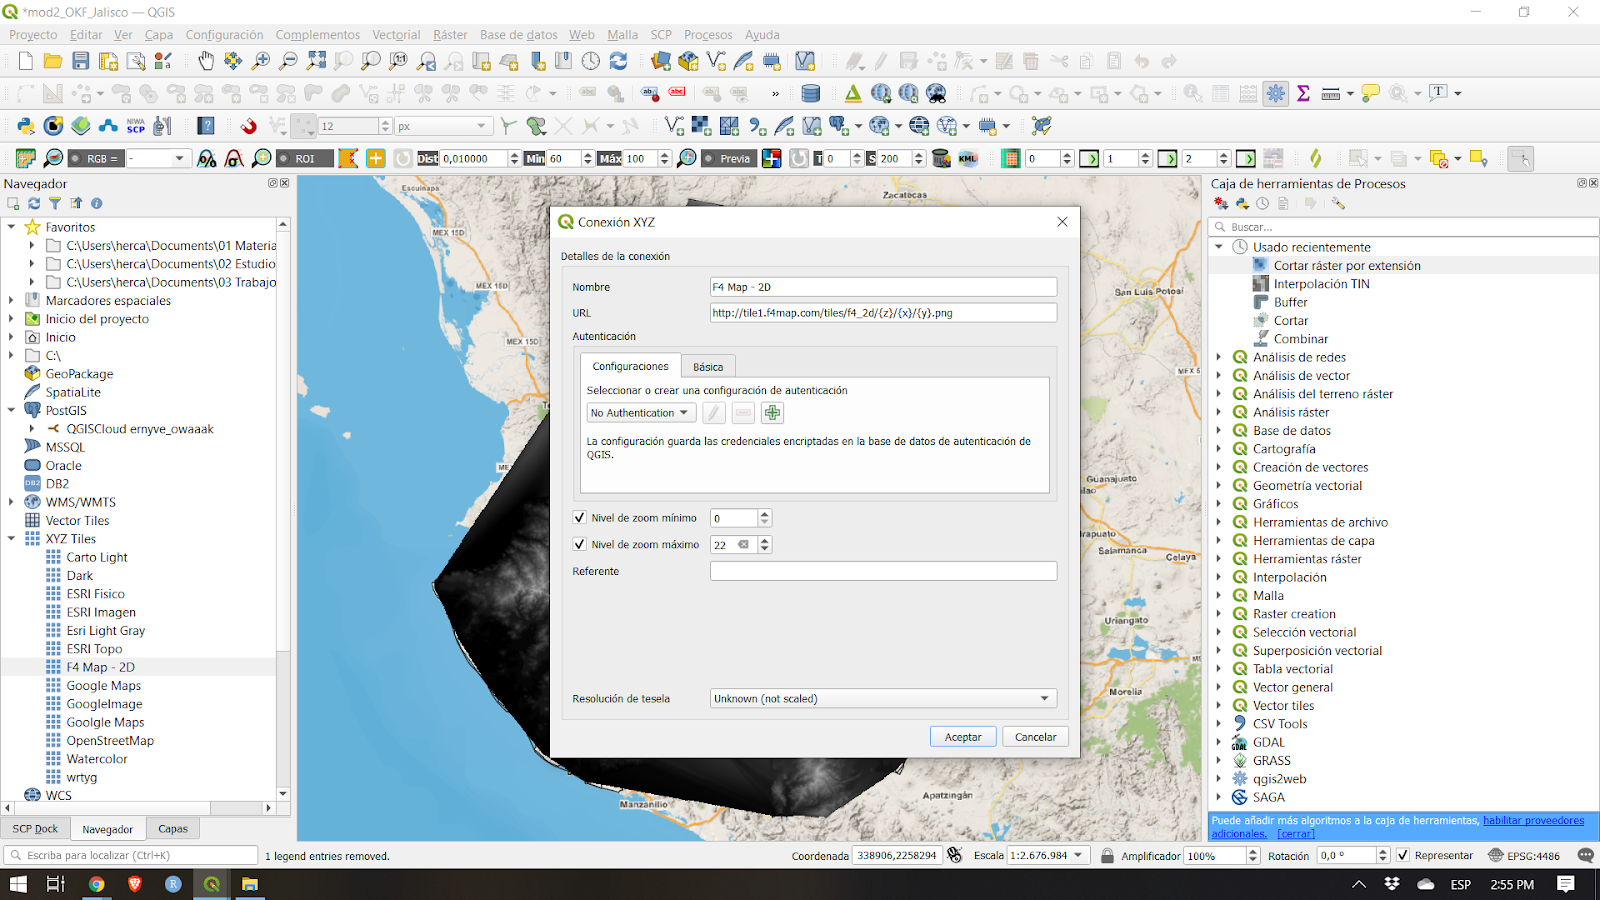 *mod2_OKF_Jalisco — QGIS
Proyecto Editar Ver Capa Configuración Complementos Vectorial Ráster Base de datos Web Malla SCP Procesos Ayuda
abc abc
T
NIWA
SCP
12 px
RGB = - ROI Dist 0,010000 Min 60 Máx 100 Previa T 0 S 200 KML 0 1 2
Navegador
Favoritos
C:\Users\herca\Documents\01 Materia
C:\Users\herca\Documents\02 Estudio
C:\Users\herca\Documents\03 Trabajo
Marcadores espaciales
Inicio del proyecto
Inicio
C:\
GeoPackage
SpatiaLite
PostGIS
QGISCloud ernyve_owaaak
MSSQL
Oracle
DB2 DB2
WMS/WMTS
Vector Tiles
XYZ Tiles
Carto Light
Dark
ESRI Fisico
ESRI Imagen
Esri Light Gray
ESRI Topo
F4 Map - 2D
Google Maps
GoogleImage
Goolgle Maps
OpenStreetMap
Watercolor
wrtyg
WCS
SCP Dock Navegador Capas
Escuinapa
Zacatecas
MEX 15D
MEX 15D
MEX 15D
San Luis Potosí
Guanajuato
Irapuato
Salamanca
Celaya
Uriangato
Morelia
Manzanillo
Apatzingán
Conexión XYZ
Detalles de la conexión
Nombre F4 Map - 2D
URL http://tile1.f4map.com/tiles/f4_2d/{z}/{x}/{y}.png
Autenticación
Configuraciones Básica
Seleccionar o crear una configuración de autenticación
No Authentication
La configuración guarda las credenciales encriptadas en la base de datos de autenticación de
QGIS.
Nivel de zoom mínimo 0
Nivel de zoom máximo 22
Referente
Resolución de tesela Unknown (not scaled)
Aceptar Cancelar
Caja de herramientas de Procesos
Buscar...
Usado recientemente
Cortar ráster por extensión
Interpolación TIN
Buffer
Cortar
Combinar
Análisis de redes
Análisis de vector
Análisis del terreno ráster
Análisis ráster
Base de datos
Cartografía
Creación de vectores
Geometría vectorial
Gráficos
Herramientas de archivo
Herramientas de capa
Herramientas ráster
Interpolación
Malla
Raster creation
Selección vectorial
Superposición vectorial
Tabla vectorial
Vector general
Vector tiles
CSV Tools
GDAL GDAL
GRASS
qgis2web
SAGA
Puede añadir más algoritmos a la caja de herramientas, habilitar proveedores
adicionales. [cerrar]
Escriba para localizar (Ctrl+K) 1 legend entries removed. Coordenada 338906,2258294 Escala 1:2.676.984 Amplificador 100% Rotación 0,0 ° Representar EPSG:4486
R ESP 2:55 PM